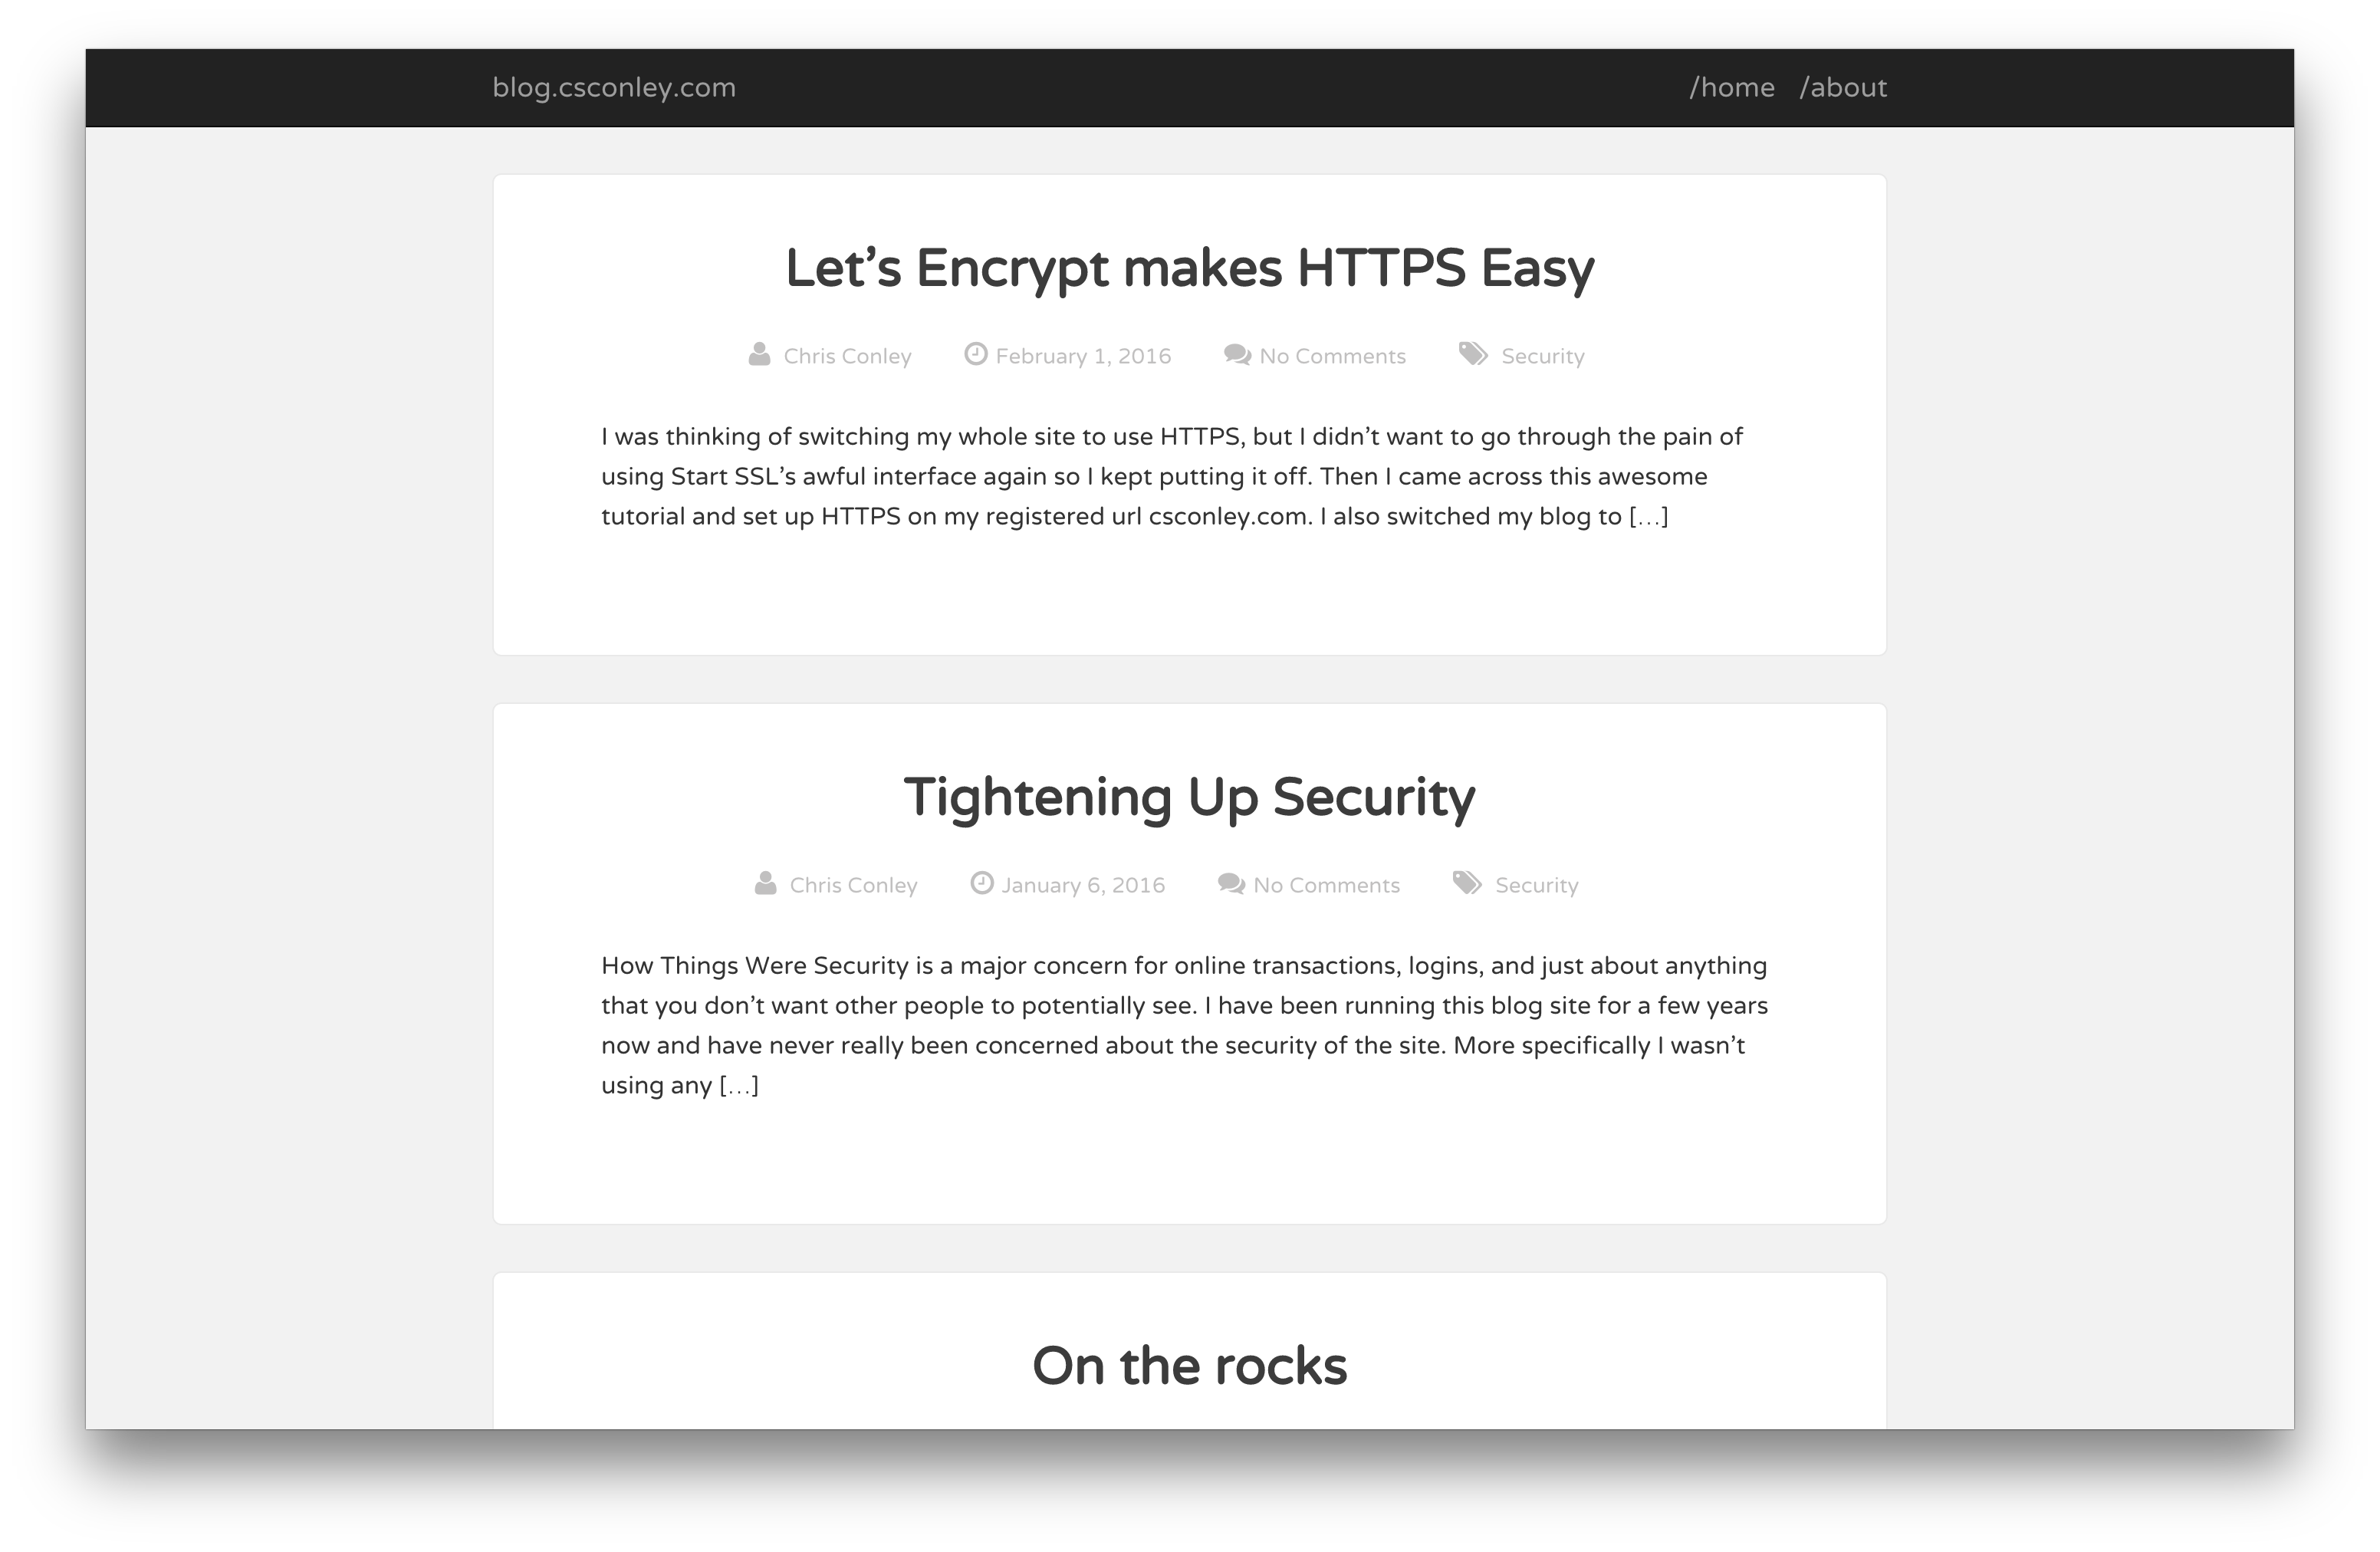 blog.csconley.com /home /about
Let’s Encrypt makes HTTPS Easy
Chris Conley February 1, 2016 No Comments Security
I was thinking of switching my whole site to use HTTPS, but I didn’t want to go through the pain of
using Start SSL’s awful interface again so I kept putting it off. Then I came across this awesome
tutorial and set up HTTPS on my registered url csconley.com. I also switched my blog to […]
Tightening Up Security
Chris Conley January 6, 2016 No Comments Security
How Things Were Security is a major concern for online transactions, logins, and just about anything
that you don’t want other people to potentially see. I have been running this blog site for a few years
now and have never really been concerned about the security of the site. More specifically I wasn’t
using any […]
On the rocks